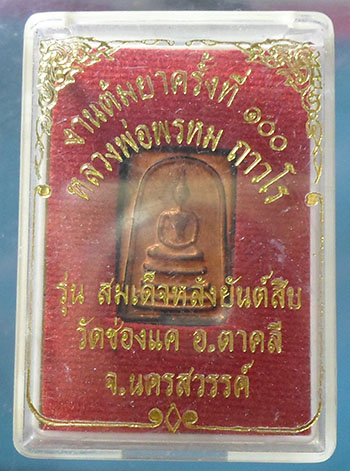 งานต้มยาครั้งที่ ๑๐๐
หลวงพ่อพรหม ถาวโร
รุ่น สมเด็จหลังยันต์สิบ
วัดช่องแค อ.ตาคลี
จ.นครสวรรค์